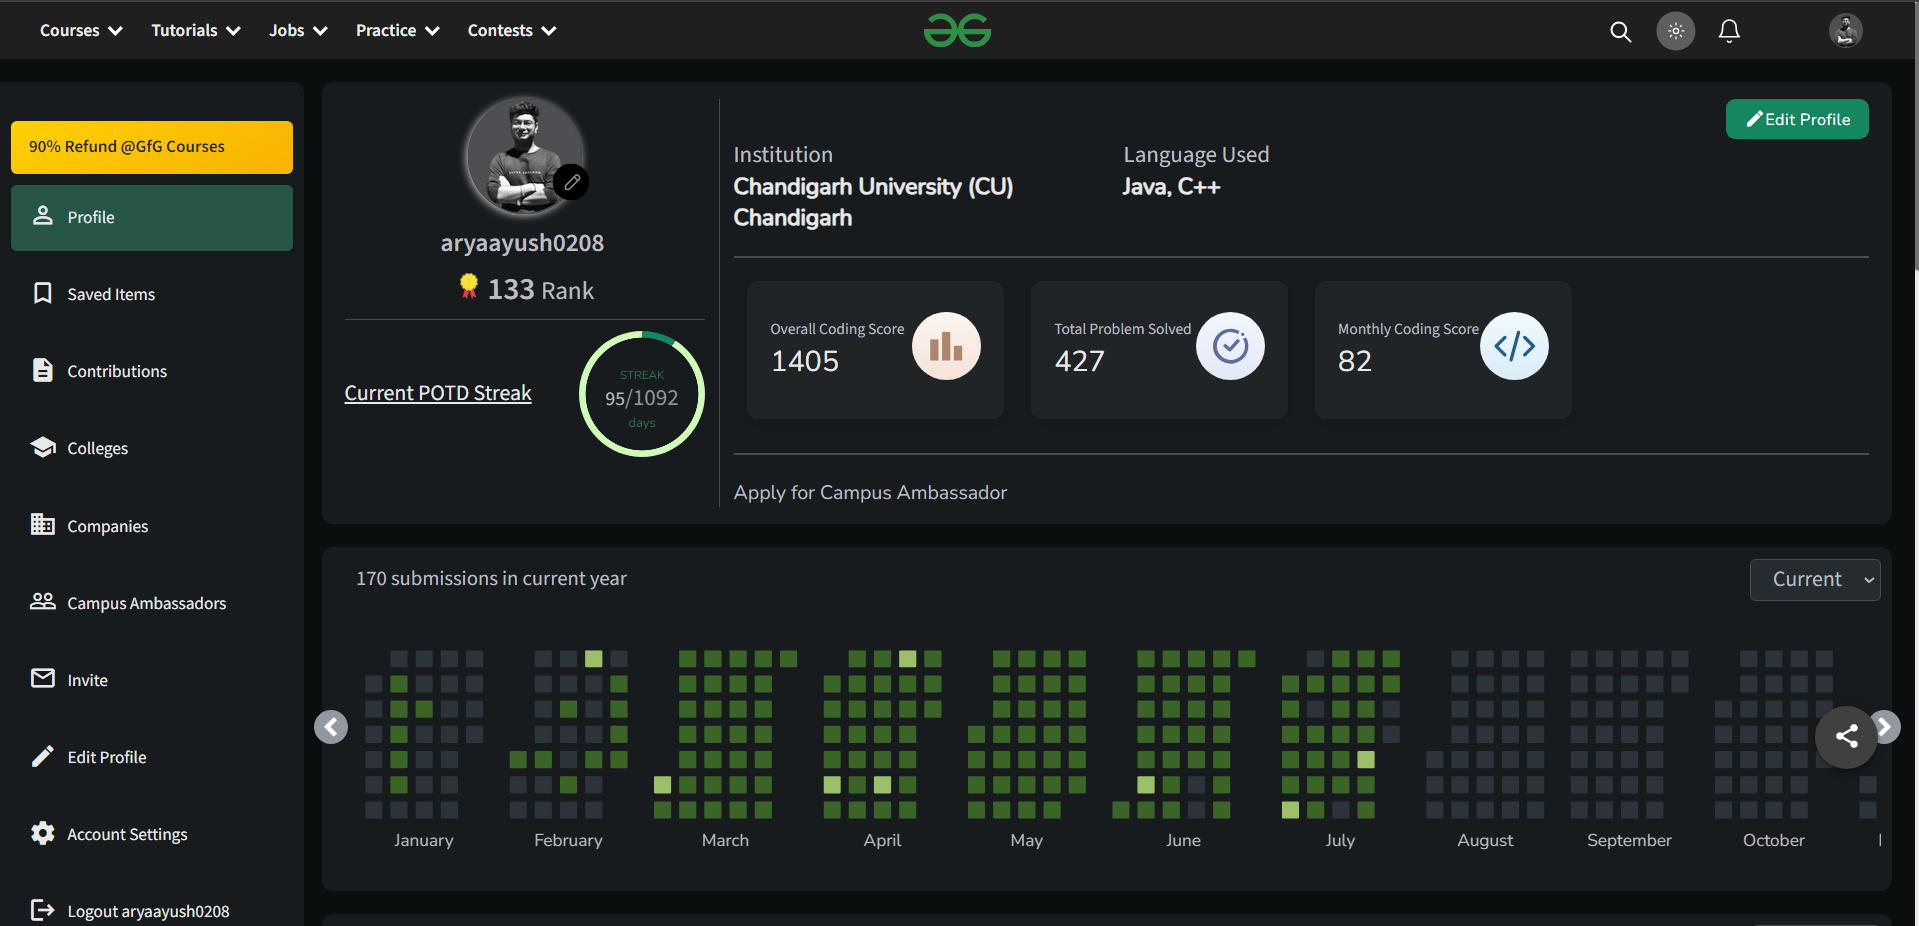 Courses Tutorials Jobs Practice Contests
90% Refund @GfG Courses
Profile
Saved Items
Contributions
Colleges
Companies
Campus Ambassadors
Invite
Edit Profile
Account Settings
Logout aryaayush0208
aryaayush0208
133 Rank
Current POTD Streak
STREAK
95/1092
days
Edit Profile
Institution
Chandigarh University (CU)
Chandigarh
Language Used
Java, C++
Overall Coding Score
1405
Total Problem Solved
427
Monthly Coding Score
82
Apply for Campus Ambassador
170 submissions in current year
Current
January February March April May June July August September October